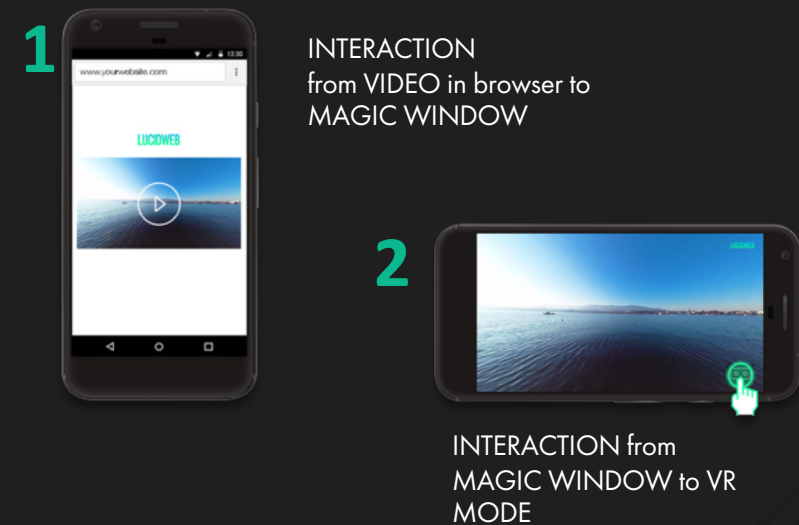 1
12:30
www.yourwebsite.com
LUCIDWEB
INTERACTION
from VIDEO in browser to
MAGIC WINDOW
2
LUCIDWEB
INTERACTION from
MAGIC WINDOW to VR
MODE